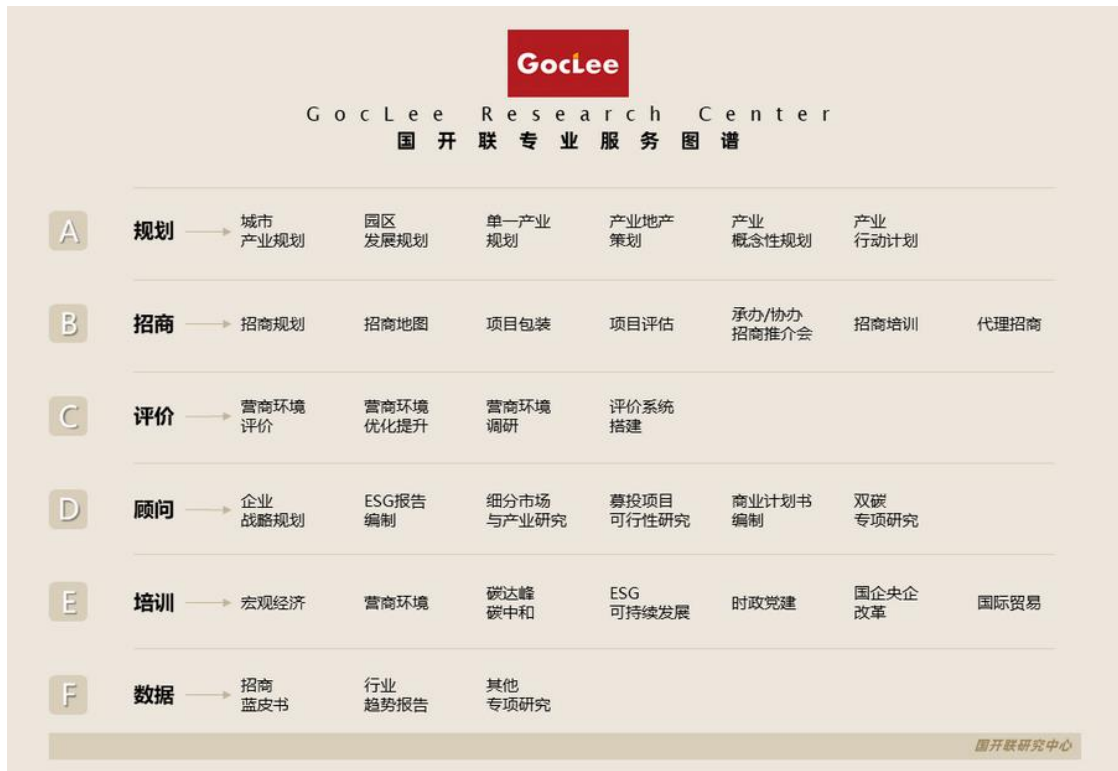 GocLee
GocLee Research Center
国开联专业服务图谱
A
规划
城市
产业规划
园区
发展规划
单一产业
规划
产业地产
策划
产业
概念性规划
产业
行动计划
B
招商
招商规划
招商地图
项目包装
项目评估
承办/协办
招商推介会
招商培训
代理招商
C
评价
营商环境
评价
营商环境
优化提升
营商环境
调研
评价系统
搭建
D
顾问
企业
战略规划
ESG报告
编制
细分市场
与产业研究
募投项目
可行性研究
商业计划书
编制
双碳
专项研究
E
培训
宏观经济
营商环境
碳达峰
碳中和
ESG
可持续发展
时政党建
国企央企
改革
国际贸易
F
数据
招商
蓝皮书
行业
趋势报告
其他
专项研究
国开联研究中心